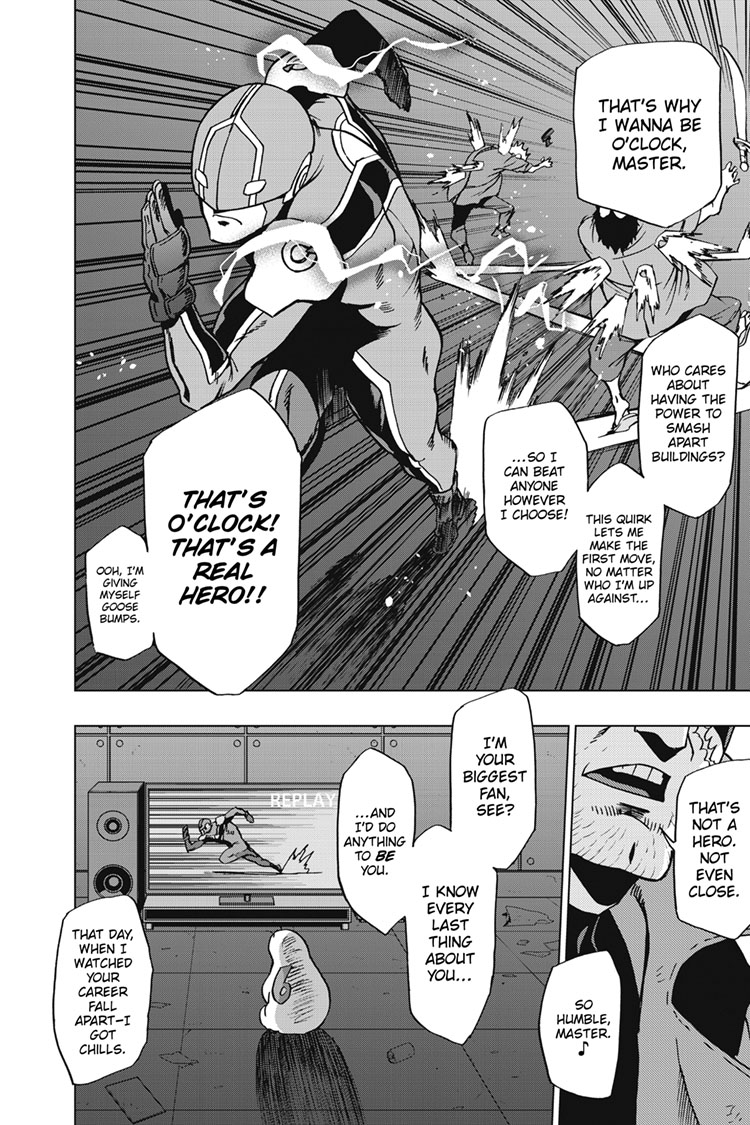 THAT'S WHY
I WANNA BE
O'CLOCK,
MASTER.
WHO CARES
ABOUT
HAVING THE
POWER TO
SMASH
APART
BUILDINGS?
THIS QUIRK
LETS ME
MAKE THE
FIRST MOVE,
NO MATTER
WHO I'M UP
AGAINST...
...SO I
CAN BEAT
ANYONE
HOWEVER
I CHOOSE!
THAT'S
O'CLOCK!
THAT'S A
REAL
HERO!!
OOH, I'M
GIVING
MYSELF
GOOSE
BUMPS.
THAT'S
NOT A
HERO.
NOT
EVEN
CLOSE.
SO
HUMBLE,
MASTER.
♪
I'M
YOUR
BIGGEST
FAN,
SEE?
I KNOW
EVERY
LAST
THING
ABOUT
YOU...
...AND
I'D DO
ANYTHING
TO BE
YOU.
REPLAY
6
THAT DAY,
WHEN I
WATCHED
YOUR
CAREER
FALL
APART—I
GOT
CHILLS.